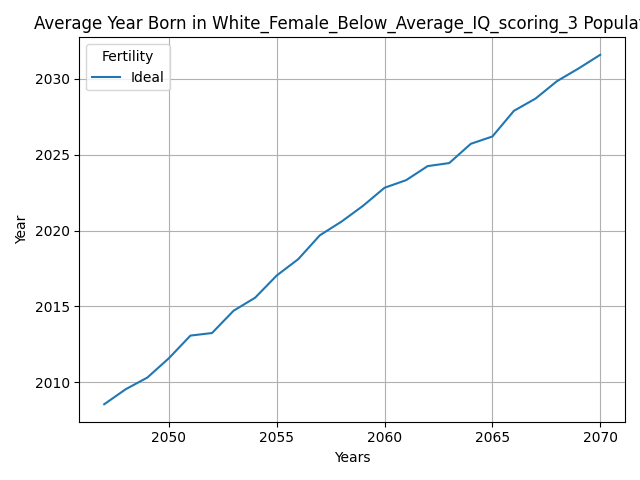 Average Year Born in White_Female_Below_Average_IQ_scoring_3 Populat
Fertility
Ideal
2030
2025
2020
2015
2010
Year
2050 2055 2060 2065 2070
Years